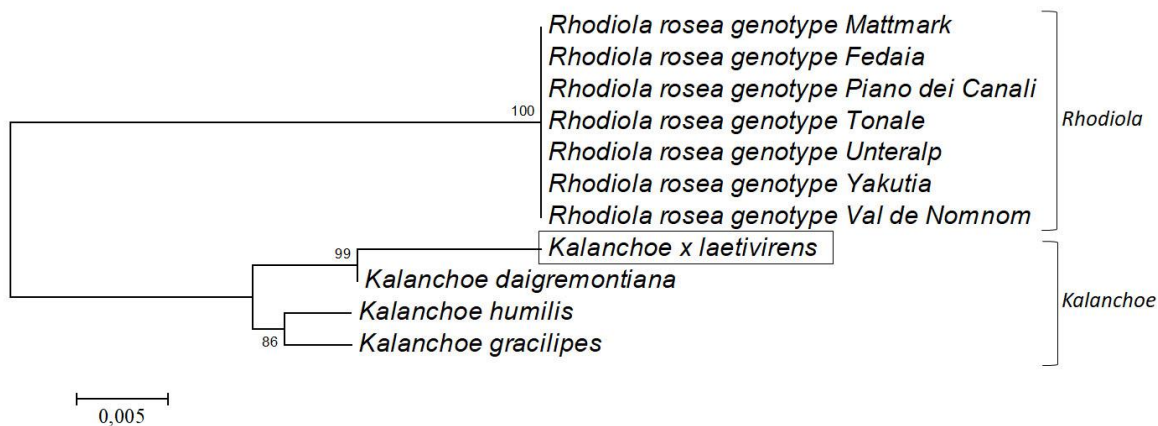 Rhodiola rosea genotype Mattmark
Rhodiola rosea genotype Fedaia
Rhodiola rosea genotype Piano dei Canali
100
Rhodiola rosea genotype Tonale
Rhodiola
Rhodiola rosea genotype Unteralp
Rhodiola rosea genotype Yakutia
Rhodiola rosea genotype Val de Nomnom
Kalanchoe x laetivirens
99
Kalanchoe daigremontiana
Kalanchoe
Kalanchoe humilis
86
Kalanchoe gracilipes
0,005